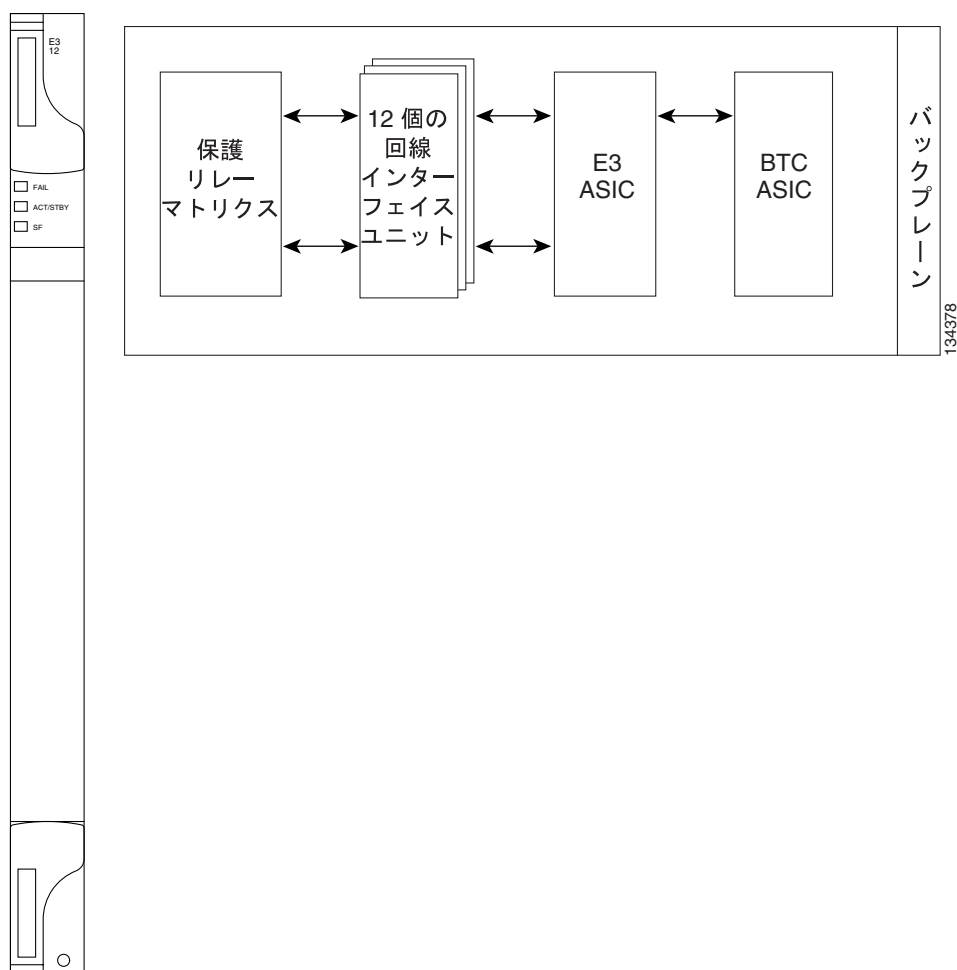 E3
12
FAIL
ACT/STBY
SF
保護
リレー
マトリクス
12 個の
回線
インター
フェイス
ユニット
E3
ASIC
BTC
ASIC
バックプレーン
134378